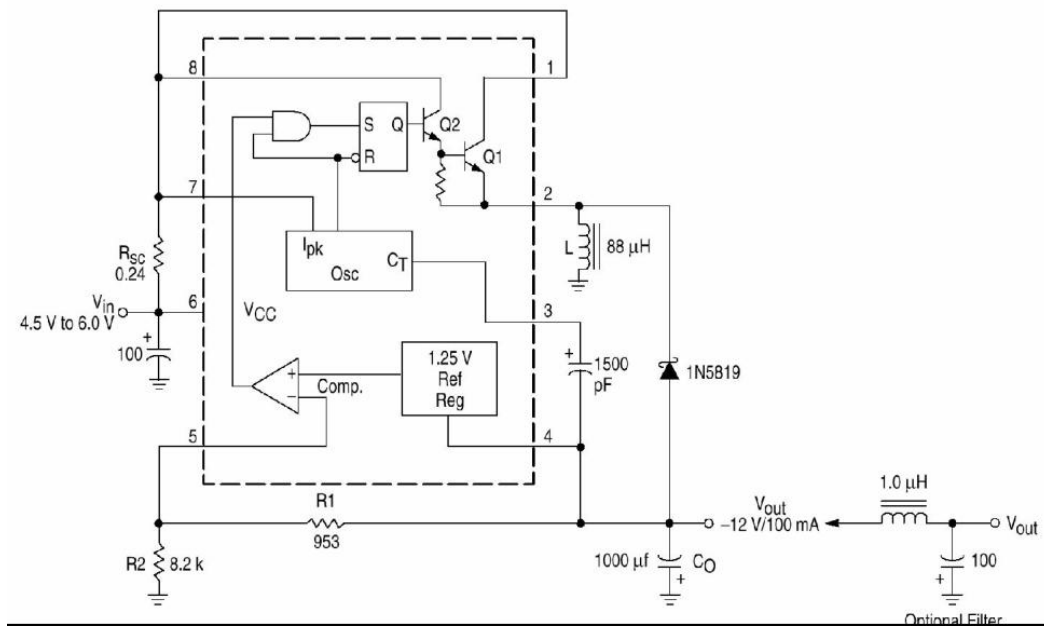 8
1
S
Q
Q2
R
Q1
7
2
Ipk
CT
Osc
L
88 μH
RSC
0.24
Vin
4.5 V to 6.0 V
6
VCC
3
100
+
+
–
Comp.
1.25 V
Ref
Reg
+
1500
pF
1N5819
5
4
R1
953
Vout
–12 V/100 mA
1.0 μH
Vout
R2
8.2 k
1000 μf
+
CO
100
+
Optional Filter